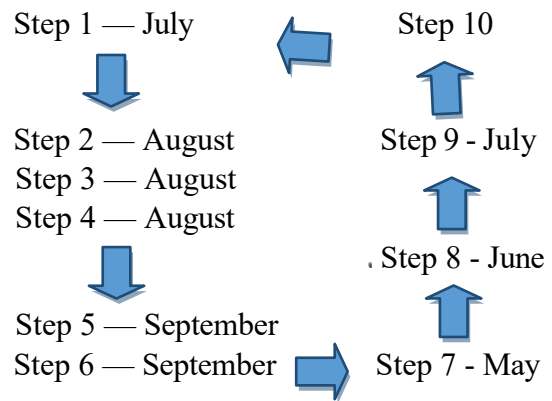 Step 1 — July
Step 2 — August
Step 3 — August
Step 4 — August
Step 5 — September
Step 6 — September
Step 7 - May
Step 8 - June
Step 9 - July
Step 10